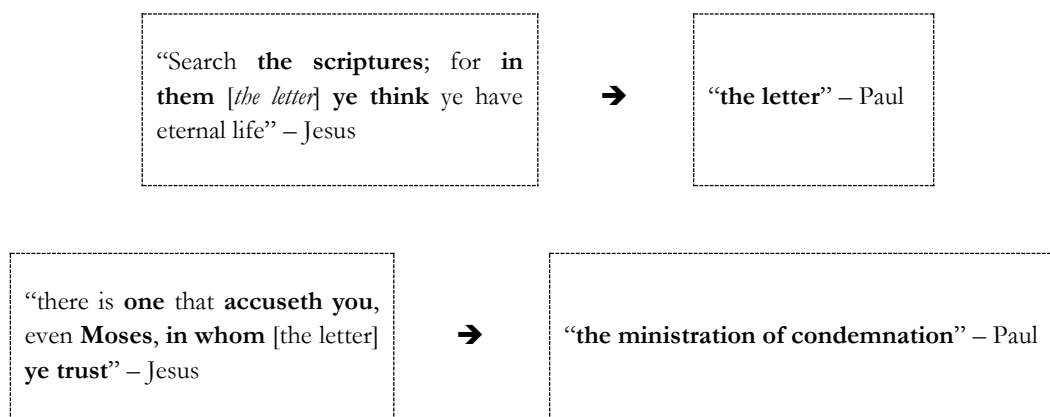 “Search the scriptures; for in
them [the letter] ye think ye have
eternal life” – Jesus
➔
“the letter” – Paul
“there is one that accuseth you,
even Moses, in whom [the letter]
ye trust” – Jesus
➔
“the ministration of condemnation” – Paul